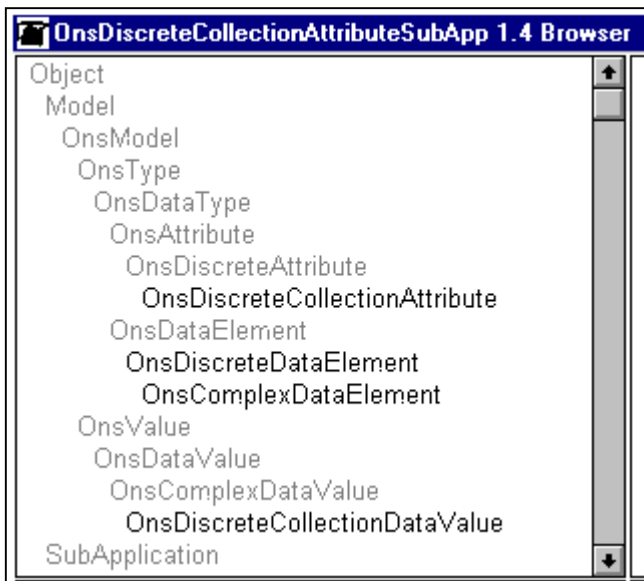 OnsDiscreteCollectionAttributeSubApp 1.4 Browser
Object
Model
OnsModel
OnsType
OnsDataType
OnsAttribute
OnsDiscreteAttribute
OnsDiscreteCollectionAttribute
OnsDataElement
OnsDiscreteDataElement
OnsComplexDataElement
OnsValue
OnsDataValue
OnsComplexDataValue
OnsDiscreteCollectionDataValue
SubApplication